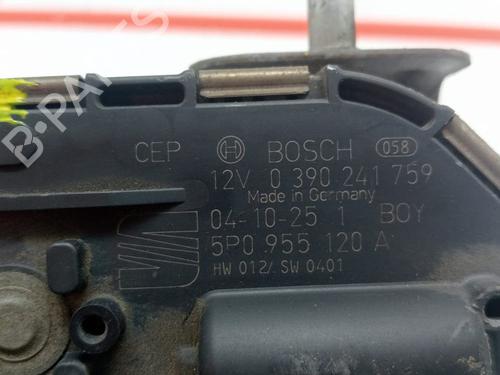 CEP BOSCH 058
12V 0 390 241 759
Made in Germany
04-10-25 1 BOY
5P0 955 120 A
HW 012/ SW 0401
B-PARTS